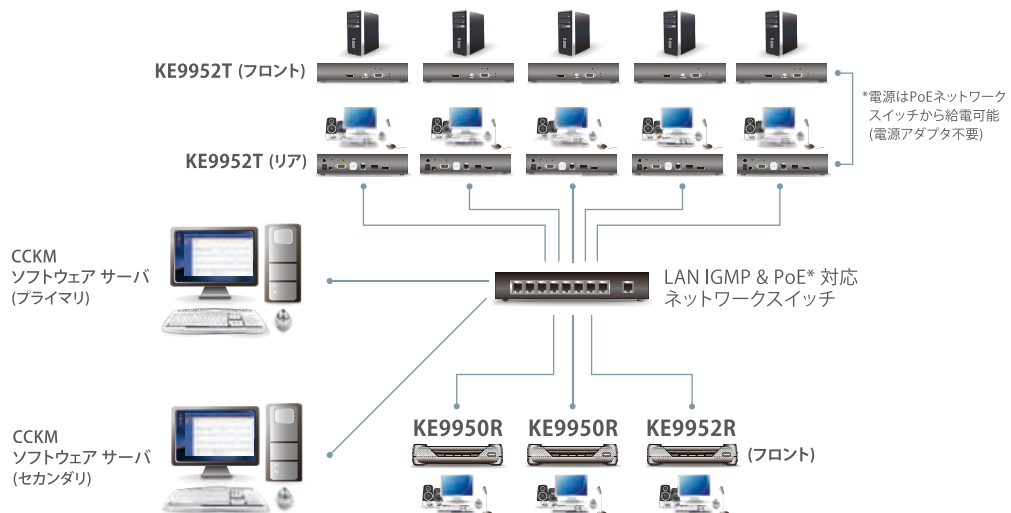 KE9952T (フロント)
*電源はPoEネットワーク
スイッチから給電可能
(電源アダプタ不要)
KE9952T (リア)
CCKM
ソフトウェア サーバ
(プライマリ)
LAN IGMP & PoE* 対応
ネットワークスイッチ
KE9950R
KE9950R
KE9952R
(フロント)
CCKM
ソフトウェア サーバ
(セカンダリ)